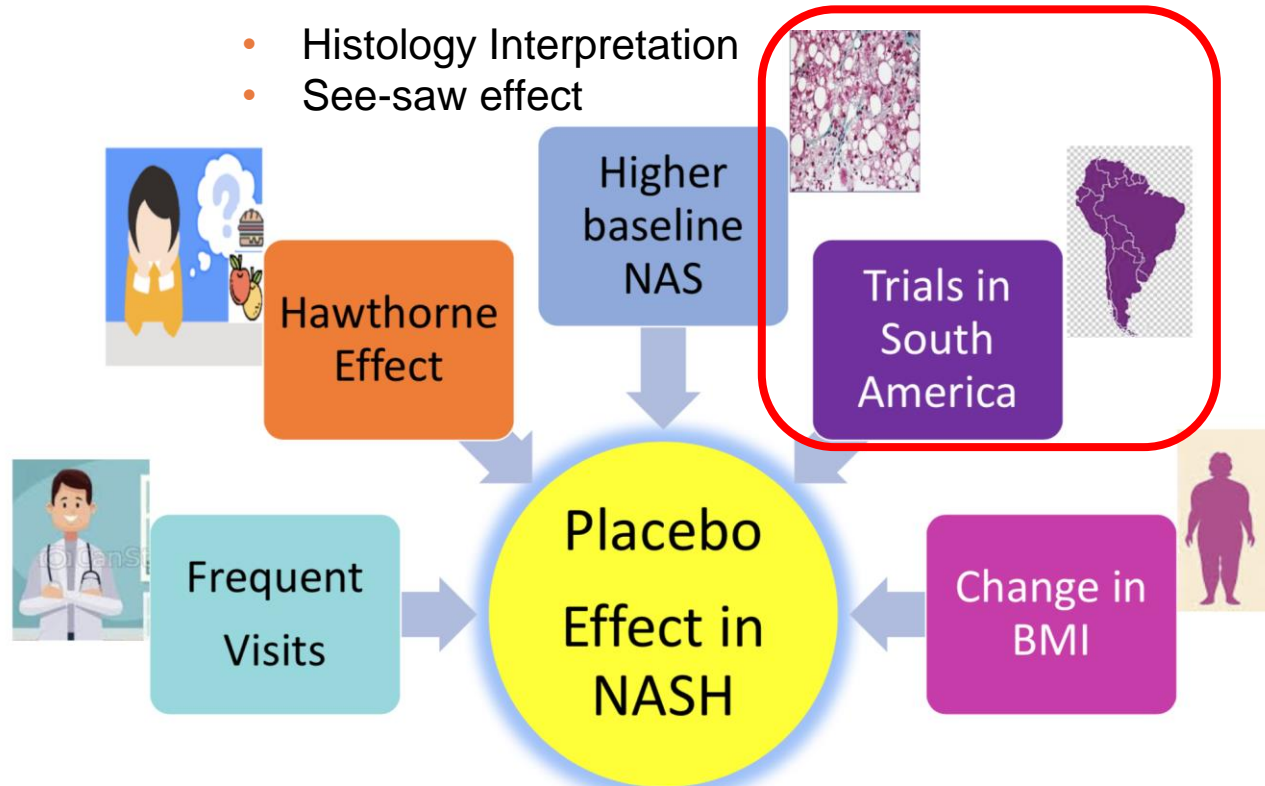 • Histology Interpretation
• See-saw effect
Higher
baseline
NAS
Hawthorne
Effect
Trials in
South
America
Frequent
Visits
Change in
BMI
Placebo
Effect in
NASH